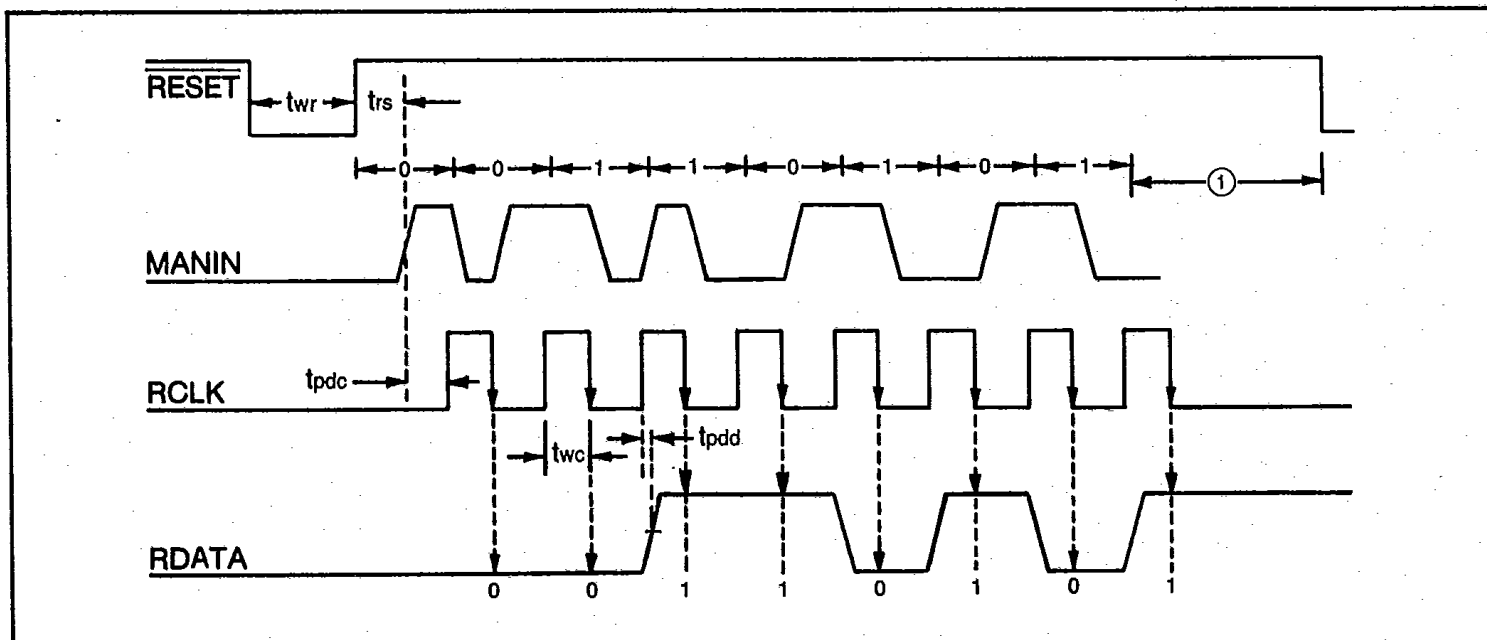 RESET
twr trs
0 0 1 1 0 1 0 1 1
MANIN
tpdc
RCLK
twc tpdd
RDATA
0 0 1 1 0 1 0 1